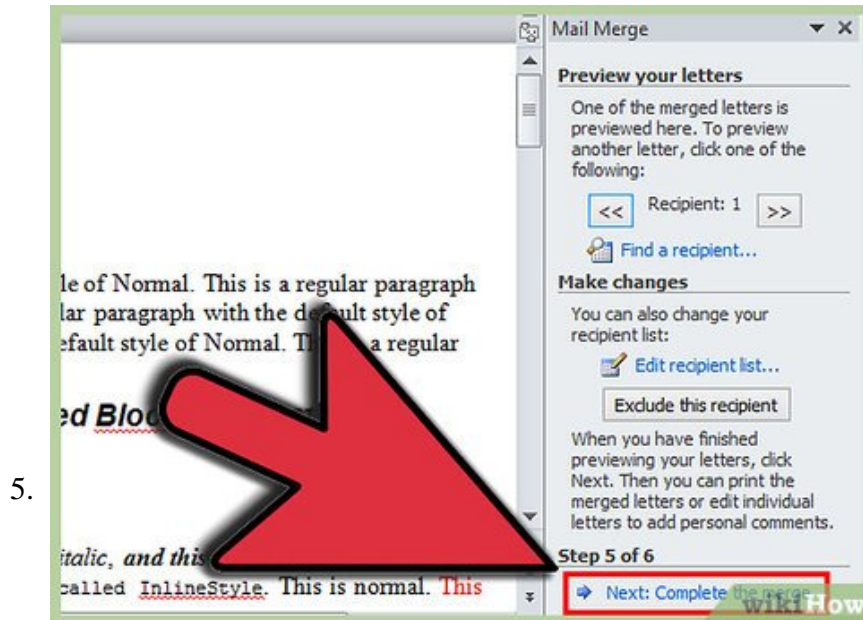 Mail Merge
Preview your letters
One of the merged letters is
previewed here. To preview
another letter, click one of the
following:
<< Recipient: 1 >>
Find a recipient...
Make changes
You can also change your
recipient list:
Edit recipient list...
Exclude this recipient
When you have finished
previewing your letters, click
Next. Then you can print the
merged letters or edit individual
letters to add personal comments.
Step 5 of 6
Next: Complete the merge
le of Normal. This is a regular paragraph
lar paragraph with the default style of
efault style of Normal. a regular
ed Bloc
5.
italic, and this
called InlineStyle. This is normal. This
wikiHow